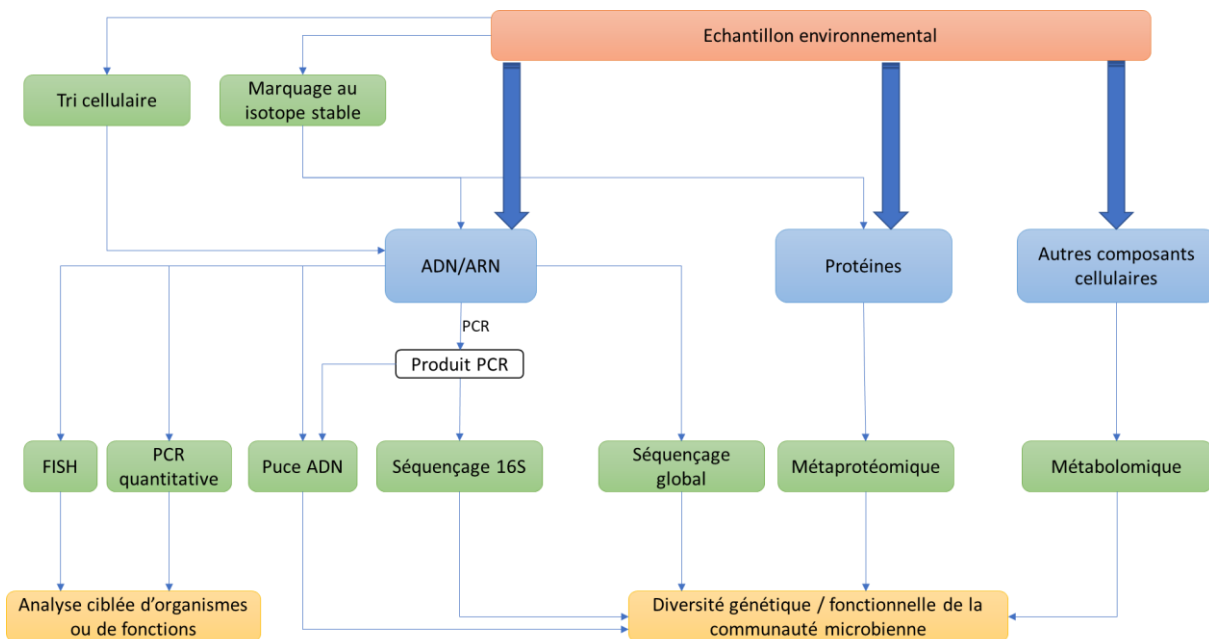 Echantillon environnemental
Tri cellulaire
Marquage au
isotope stable
ADN/ARN
Protéines
Autres composants
cellulaires
PCR
Produit PCR
FISH
PCR
quantitative
Puce ADN
Séquençage 16S
Séquençage
global
Métaprotéomique
Métabolomique
Analyse ciblée d'organismes
ou de fonctions
Diversité génétique / fonctionnelle de la
communauté microbienne